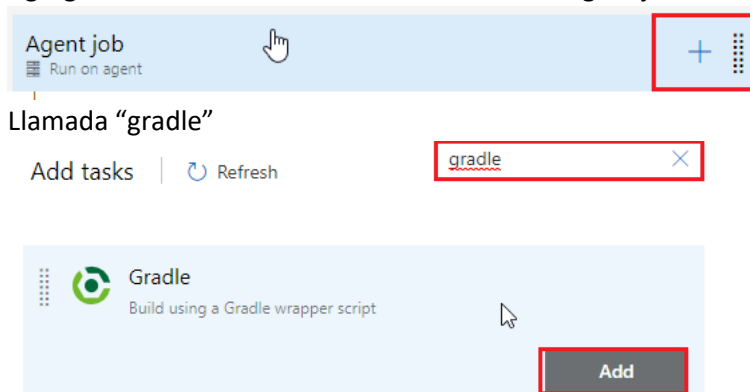 Agent job
Run on agent
Llamada “gradle”
Add tasks Refresh gradle
Gradle
Build using a Gradle wrapper script
Add